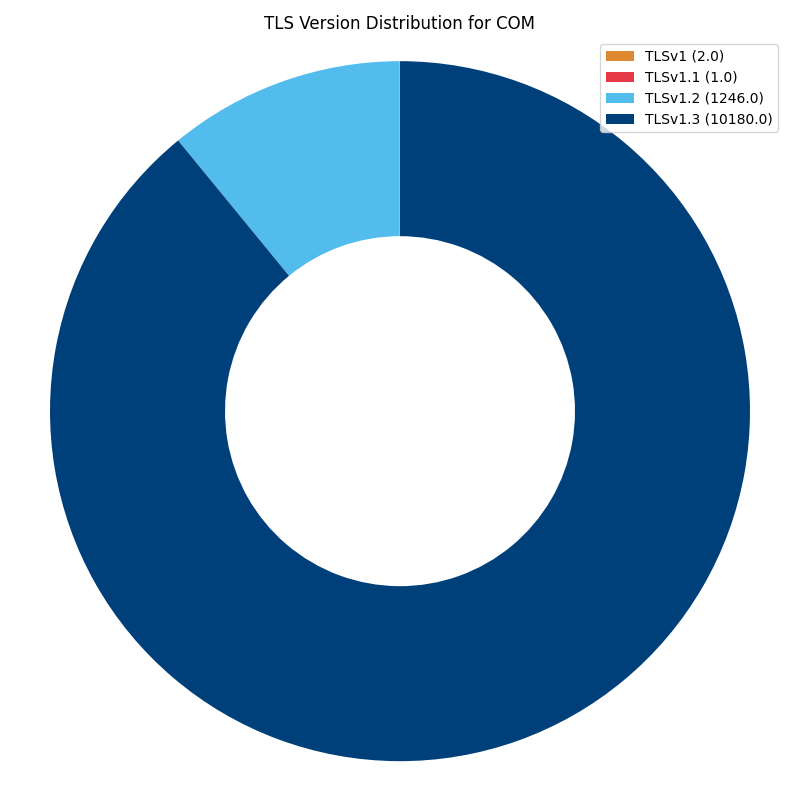 TLS Version Distribution for COM
TLSv1 (2.0)
TLSv1.1 (1.0)
TLSv1.2 (1246.0)
TLSv1.3 (10180.0)